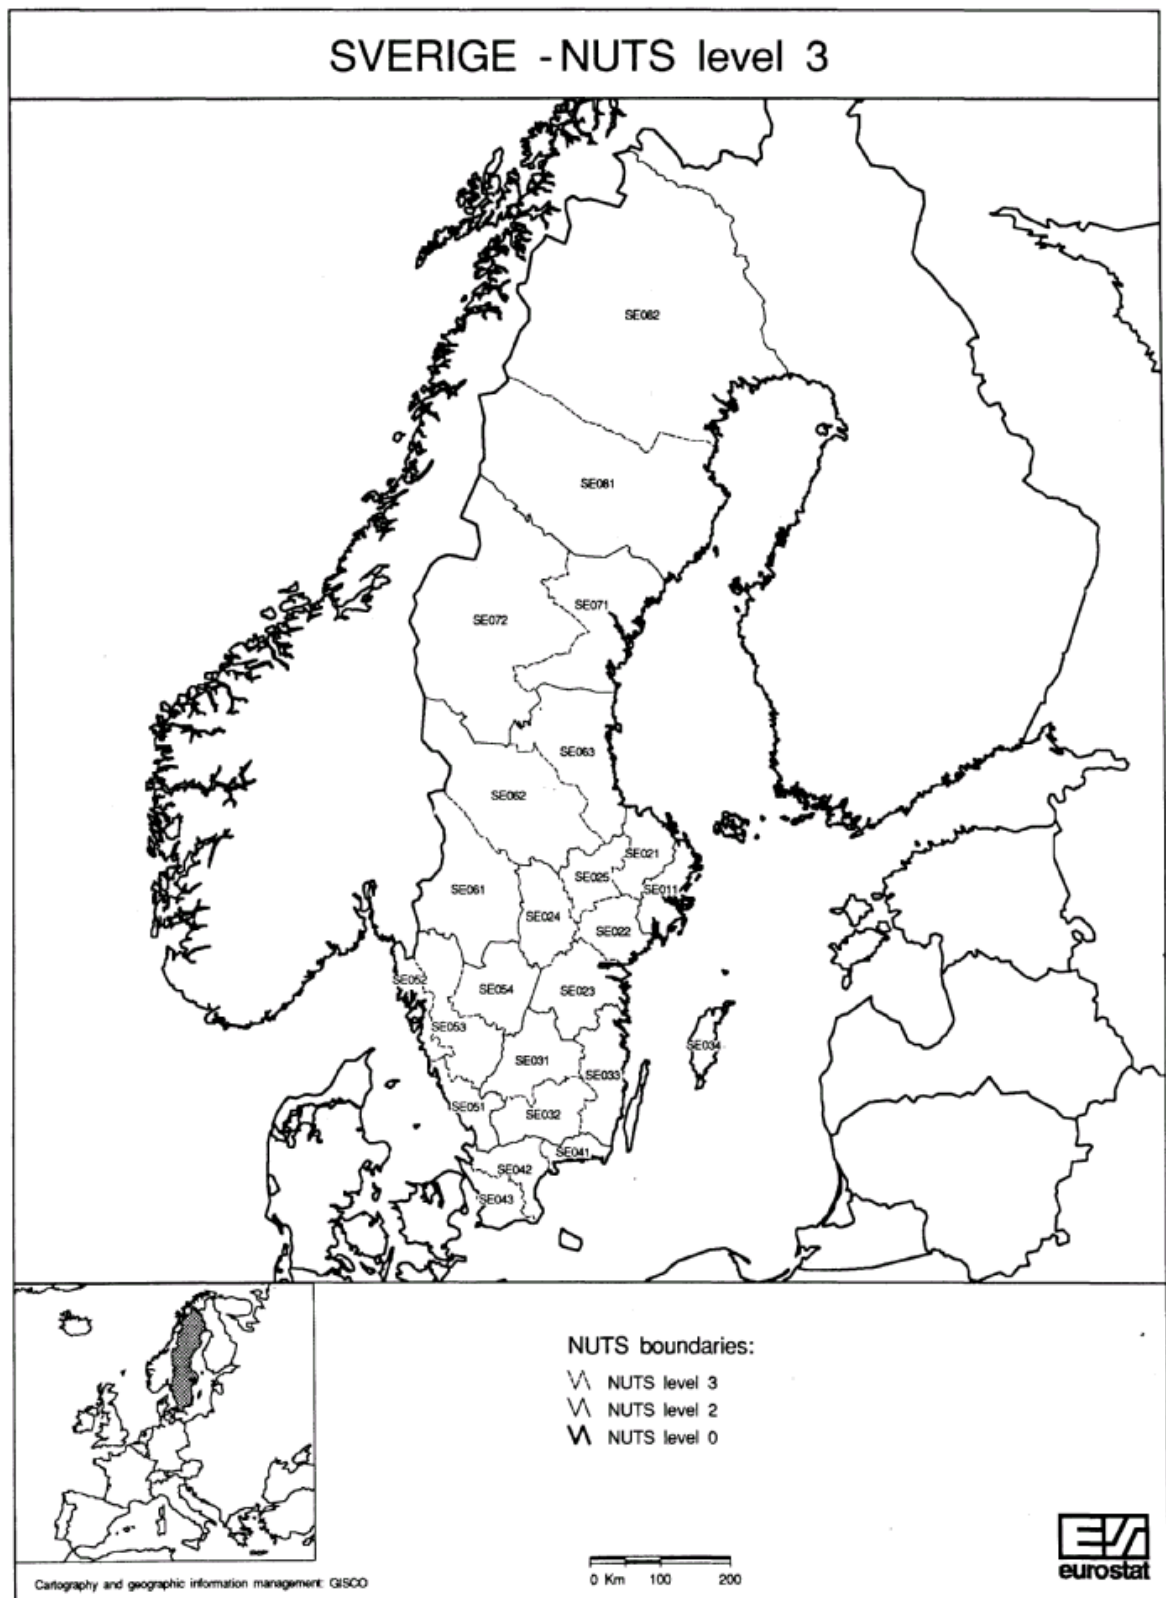 SVERIGE - NUTS level 3
SE082
SE081
SE071
SE072
SE063
SE062
SE021
SE025
SE061
SE011
SE024
SE022
SE052
SE054
SE023
SE053
SE034
SE031
SE033
SE051
SE032
SE041
SE042
SE043
NUTS boundaries:
NUTS level 3
NUTS level 2
NUTS level 0
0 Km 100 200
eurostat
Cartography and geographic information management: GISCO